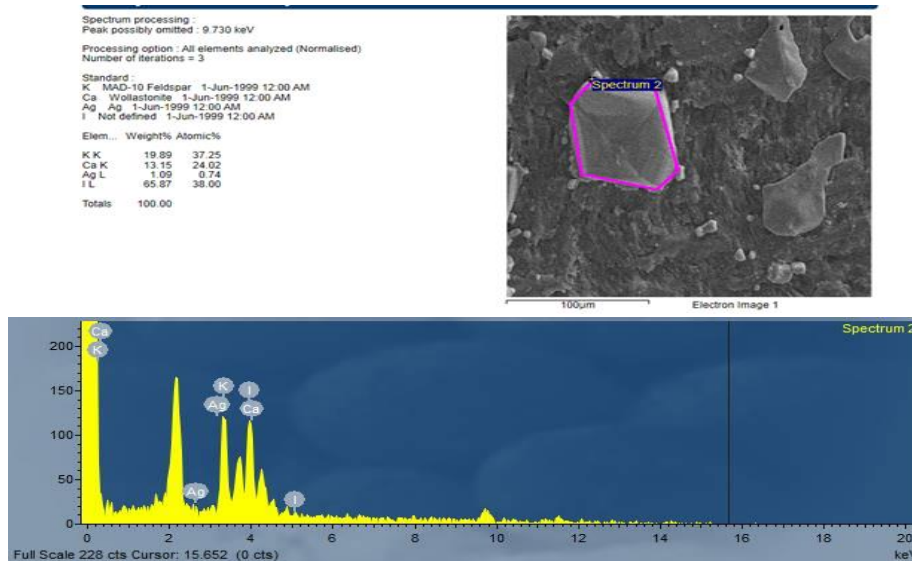 Spectrum processing :
Peak possibly omitted : 9.730 keV
Processing option : All elements analyzed (Normalised)
Number of iterations = 3
Standard :
K MAD-10 Feldspar 1-Jun-1999 12:00 AM
Ca Wollastonite 1-Jun-1999 12:00 AM
Ag Ag 1-Jun-1999 12:00 AM
I Not defined 1-Jun-1999 12:00 AM
Elem... Weight% Atomic%
K K 19.89 37.25
Ca K 13.15 24.02
Ag L 1.09 0.74
I L 65.87 38.00
Totals 100.00
Spectrum 2
100µm Electron Image 1
Spectrum 2
Ca
K
Ag
K
Ag
I
Ca
I
200
150
100
50
0
0 2 4 6 8 10 12 14 16 18 20
keV
Full Scale 228 cts Cursor: 15.652 (0 cts)